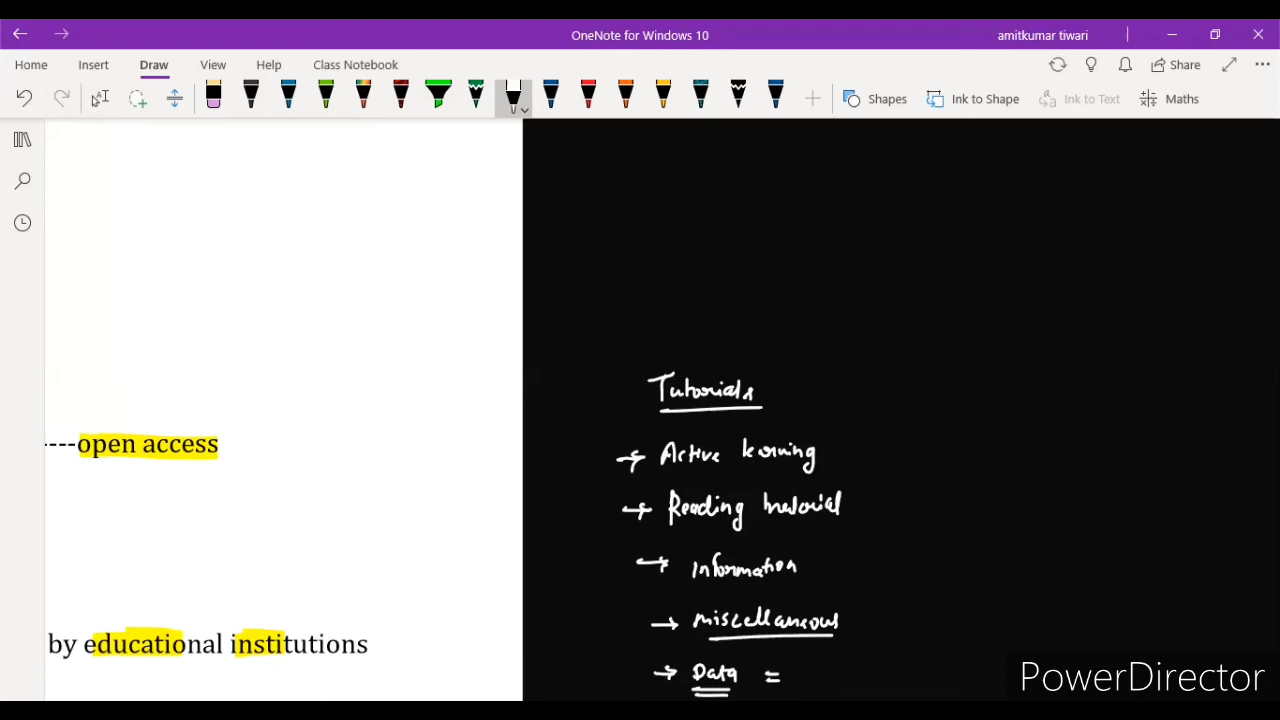 OneNote for Windows 10
amitkumar tiwari
Home Insert Draw View Help Class Notebook
Share
Shapes Ink to Shape Ink to Text Maths
----open access
by educational institutions
Tutorials
→ Active learning
→ Reading material
→ Information
→ miscellaneous
→ Data =
PowerDirector